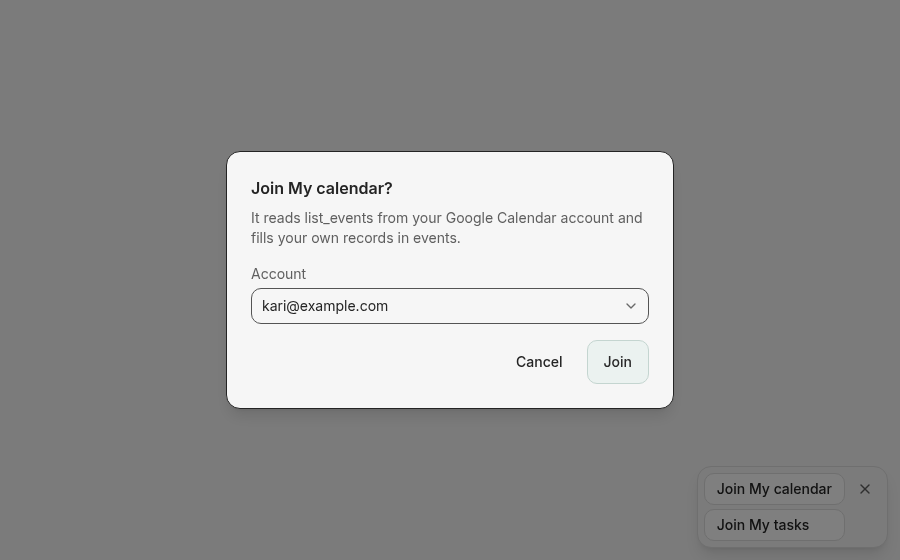 Join My calendar?
It reads list_events from your Google Calendar account and
fills your own records in events.
Account
kari@example.com
Cancel
Join
Join My calendar
Join My tasks